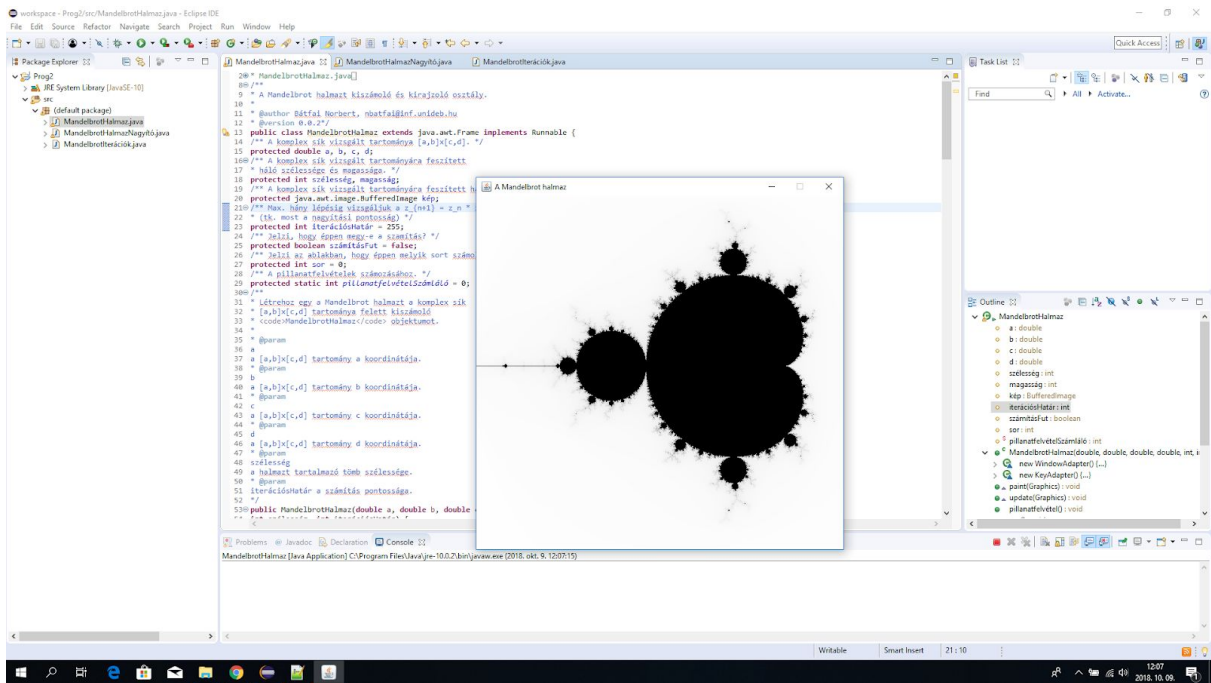 workspace - Prog2/src/MandelbrotHalmaz.java - Eclipse IDE
File Edit Source Refactor Navigate Search Project Run Window Help
Quick Access
Package Explorer
Prog2
JRE System Library [JavaSE-10]
src
(default package)
MandelbrotHalmaz.java
MandelbrotHalmazNagyító.java
MandelbrotIterációk.java
MandelbrotHalmaz.java MandelbrotHalmazNagyító.java MandelbrotIterációk.java
2 * MandelbrotHalmaz.java
8 /**
9 * A Mandelbrot halmazt kiszámoló és kirajzoló osztály.
10 *
11 * @author Bátfai Norbert, nbatfai@inf.unideb.hu
12 * @version 0.0.2*/
13 public class MandelbrotHalmaz extends java.awt.Frame implements Runnable {
14 /** A komplex sík vizsgált tartománya [a,b]x[c,d]. */
15 protected double a, b, c, d;
16 /** A komplex sík vizsgált tartományára feszített
17 * háló szélessége és magassága. */
18 protected int szélesség, magasság;
19 /** A komplex sík vizsgált tartományára feszített
20 protected java.awt.image.BufferedImage kép;
21 /** Max. hány lépésig vizsgáljuk a z_{n+1} = z_n *
22 * (tk. most a nagyítási pontosság) */
23 protected int iterációsHatár = 255;
24 /** Jelzi, hogy éppen megy-e a szamítás? */
25 protected boolean számításFut = false;
26 /** Jelzi az ablakban, hogy éppen melyik sort számo
27 protected int sor = 0;
28 /** A pillanatfelvételek számozásához. */
29 protected static int pillanatfelvételSzámláló = 0;
30 /**
31 * Létrehoz egy a Mandelbrot halmazt a komplex sík
32 * [a,b]x[c,d] tartománya felett kiszámoló
33 * <code>MandelbrotHalmaz</code> objektumot.
34 *
35 * @param
36 a
37 a [a,b]x[c,d] tartomány a koordinátája.
38 * @param
39 b
40 a [a,b]x[c,d] tartomány b koordinátája.
41 * @param
42 c
43 a [a,b]x[c,d] tartomány c koordinátája.
44 * @param
45 d
46 a [a,b]x[c,d] tartomány d koordinátája.
47 * @param
48 szélesség
49 a halmazt tartalmazó tömb szélessége.
50 * @param
51 iterációsHatár a számítás pontossága.
52 */
53 public MandelbrotHalmaz(double a, double b, double
A Mandelbrot halmaz
Task List
Find All Activate...
Outline
MandelbrotHalmaz
a : double
b : double
c : double
d : double
szélesség : int
magasság : int
kép : BufferedImage
iterációsHatár : int
számításFut : boolean
sor : int
pillanatfelvételSzámláló : int
MandelbrotHalmaz(double, double, double, double, int, i
new WindowAdapter() {...}
new KeyAdapter() {...}
paint(Graphics) : void
update(Graphics) : void
pillanatfelvétel() : void
Problems Javadoc Declaration Console
MandelbrotHalmaz [Java Application] C:\Program Files\Java\jre-10.0.2\bin\javaw.exe (2018. okt. 9. 12:07:15)
Writable Smart Insert 21 : 10
12:07
2018. 10. 09.